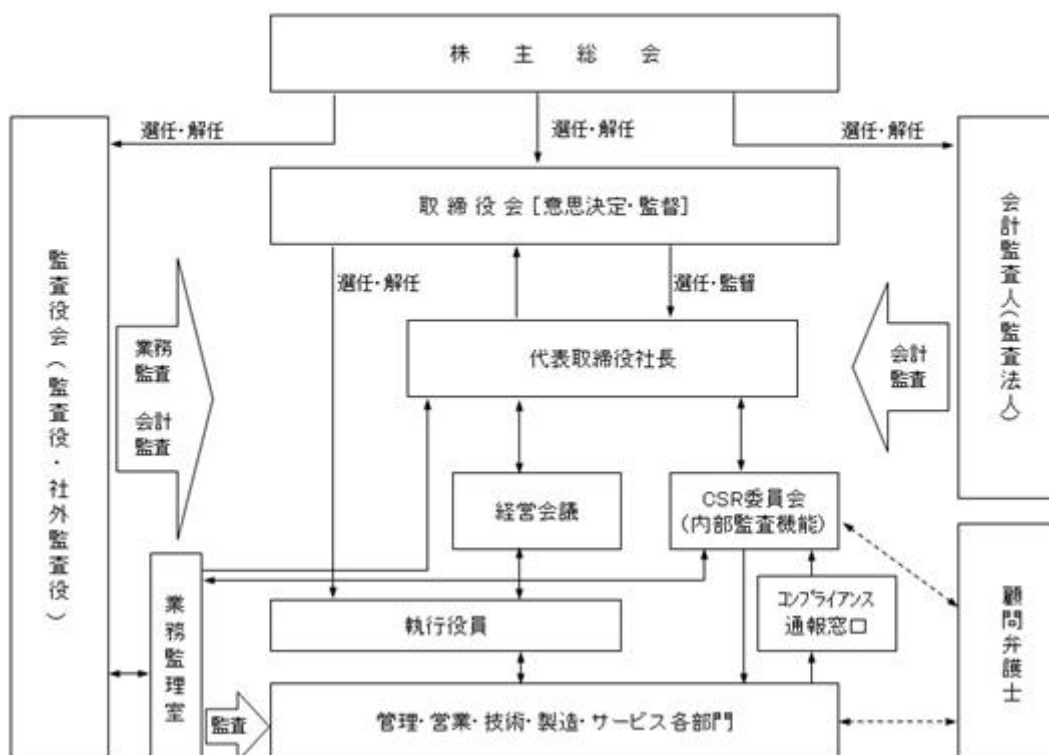 株主総会
選任・解任
選任・解任
選任・解任
取締役会[意思決定・監督]
監査役会(監査役・社外監査役)
会計監査人(監査法人)
選任・解任
選任・監督
業務
監査
会計
監査
代表取締役社長
会計
監査
経営会議
CSR委員会
(内部監査機能)
業務監理室
執行役員
コンプライアンス
通報窓口
顧問弁護士
監査
管理・営業・技術・製造・サービス各部門